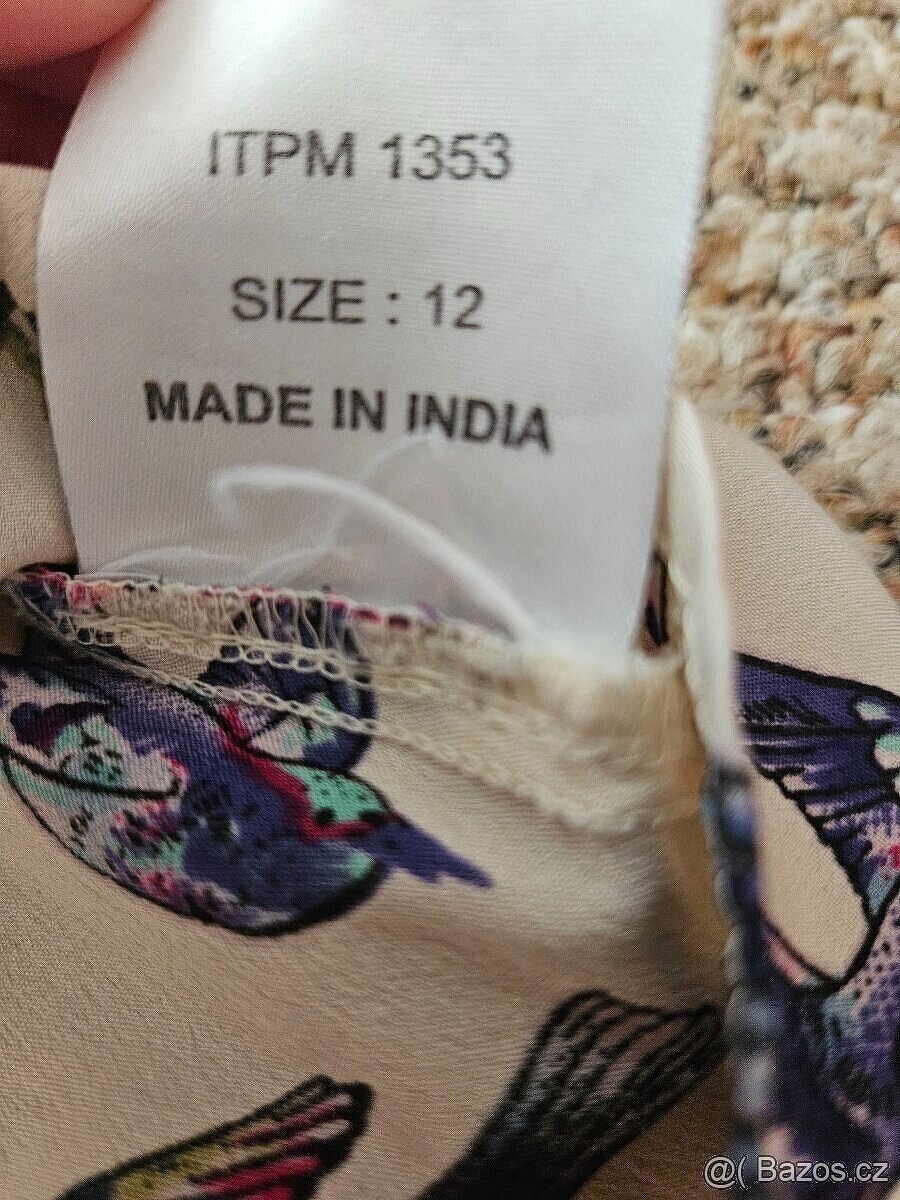 ITPM 1353
SIZE : 12
MADE IN INDIA
@( Bazos.cz